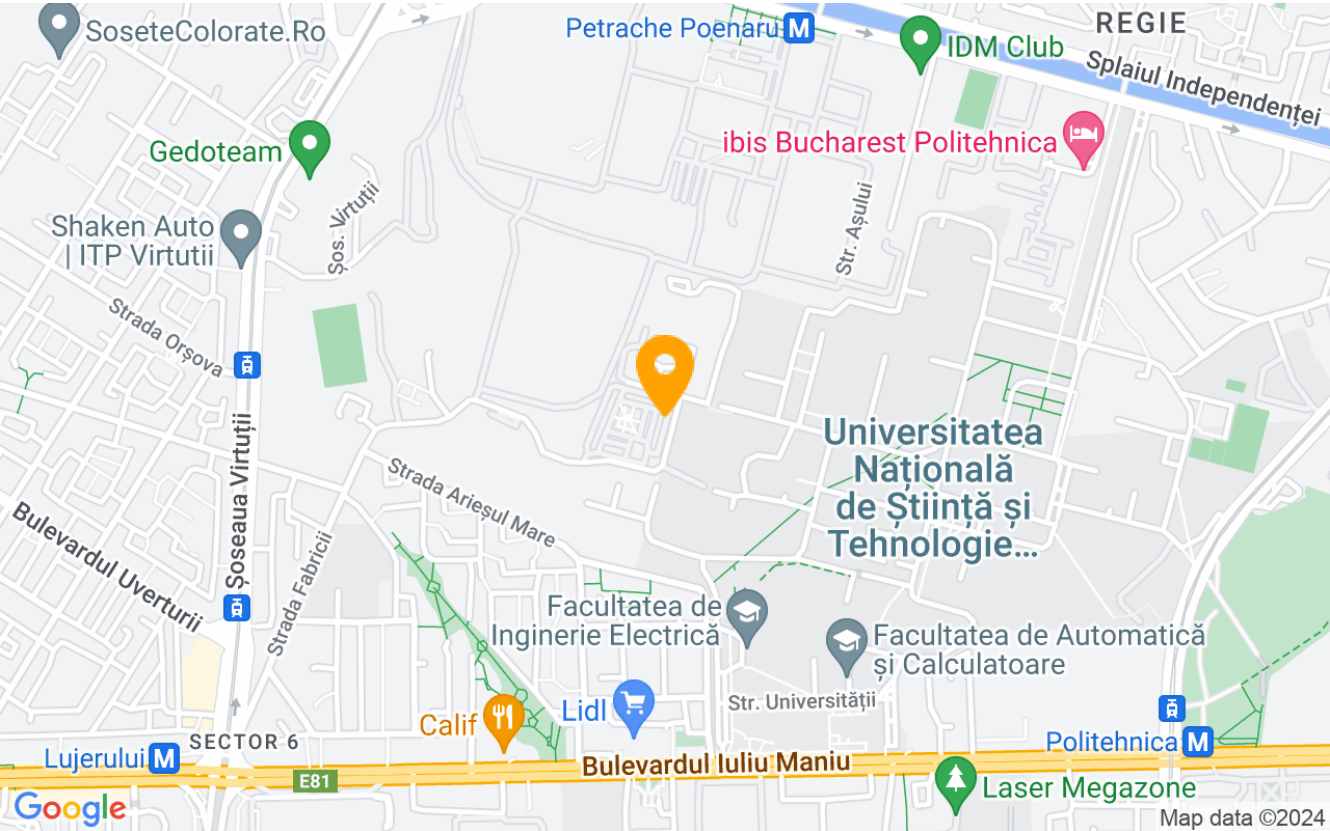 SoseteColorate.Ro
Petrache Poenaru M
IDM Club
REGIE
Splaiul Independenței
Gedoteam
ibis Bucharest Politehnica
Șos. Virtuții
Str. Așului
Shaken Auto
| ITP Virtutii
Strada Orșova
Șoseaua Virtuții
Universitatea
Națională
de Știință și
Tehnologie...
Strada Arieșul Mare
Bulevardul Uverturii
Strada Fabricii
Facultatea de
Inginerie Electrică
Facultatea de Automatică
și Calculatoare
Str. Universității
Calif
Lidl
SECTOR 6
Lujerului M
Politehnica M
Bulevardul Iuliu Maniu
E81
Laser Megazone
Google
Map data ©2024